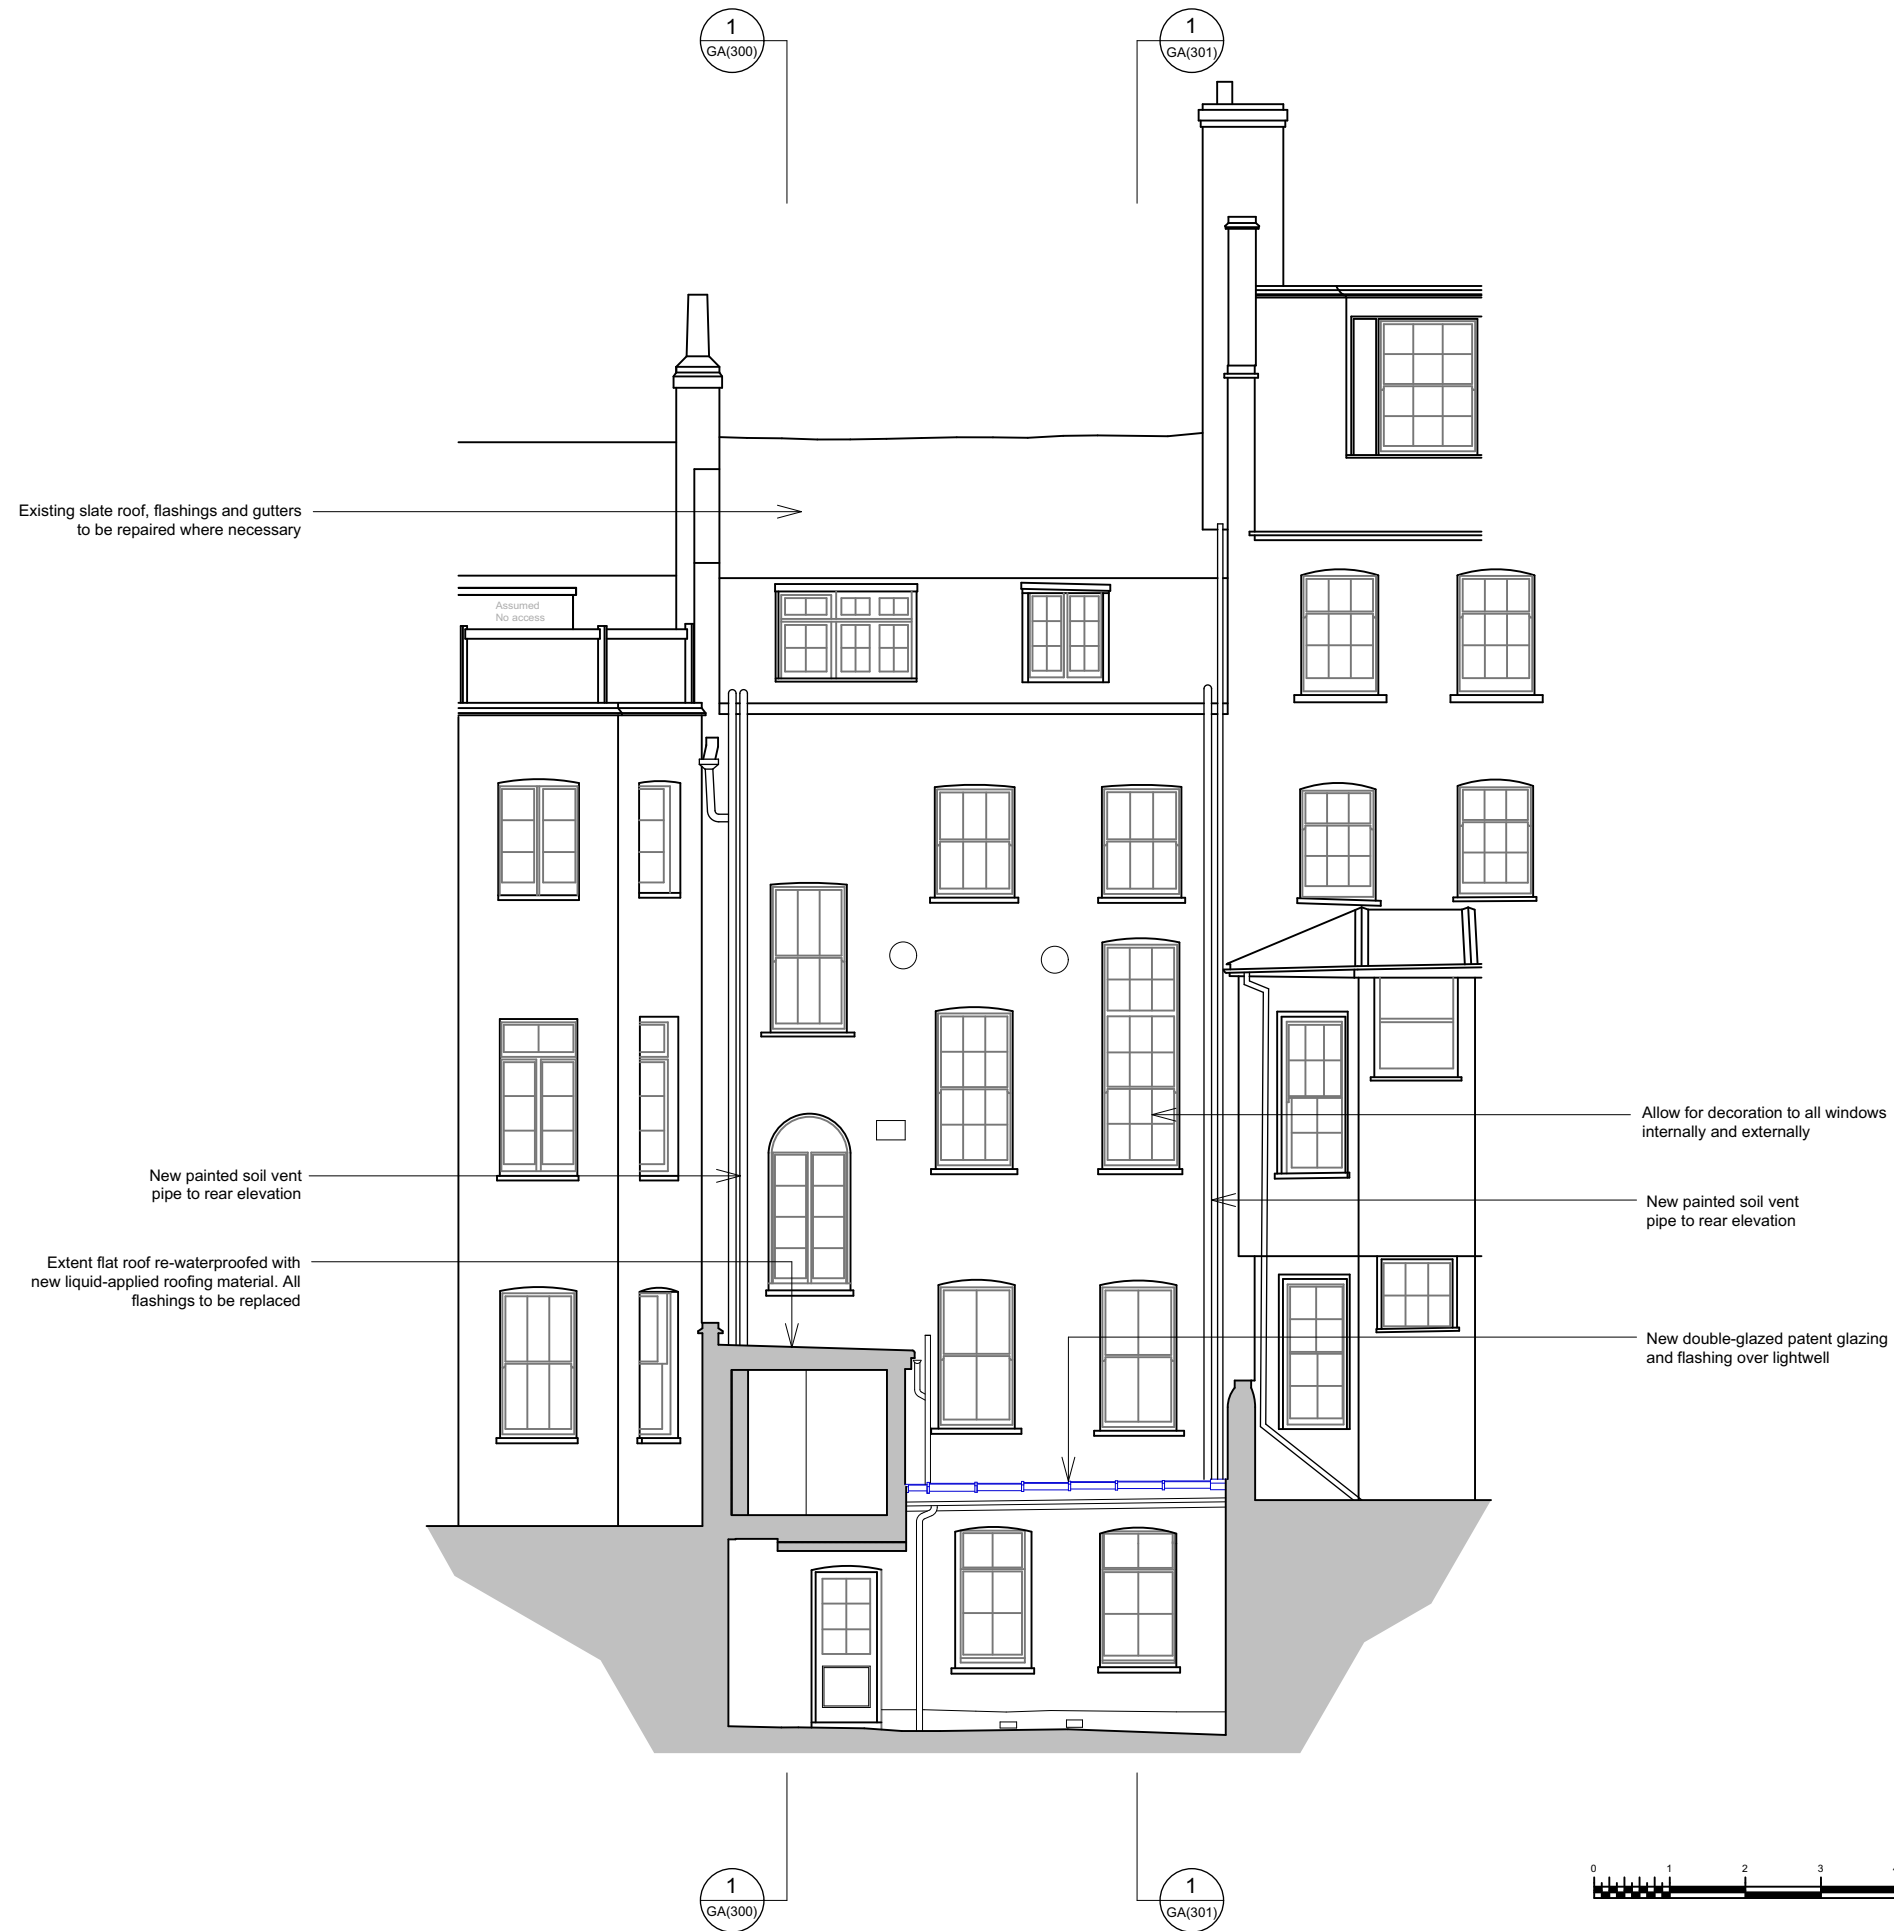 1
GA(300)
1
GA(301)
Existing slate roof, flashings and gutters
to be repaired where necessary
Assumed
No access
Allow for decoration to all windows
internally and externally
New painted soil vent
pipe to rear elevation
New painted soil vent
pipe to rear elevation
Extent flat roof re-waterproofed with
new liquid-applied roofing material. All
flashings to be replaced
New double-glazed patent glazing
and flashing over lightwell
0 1 2 3
1
GA(300)
1
GA(301)